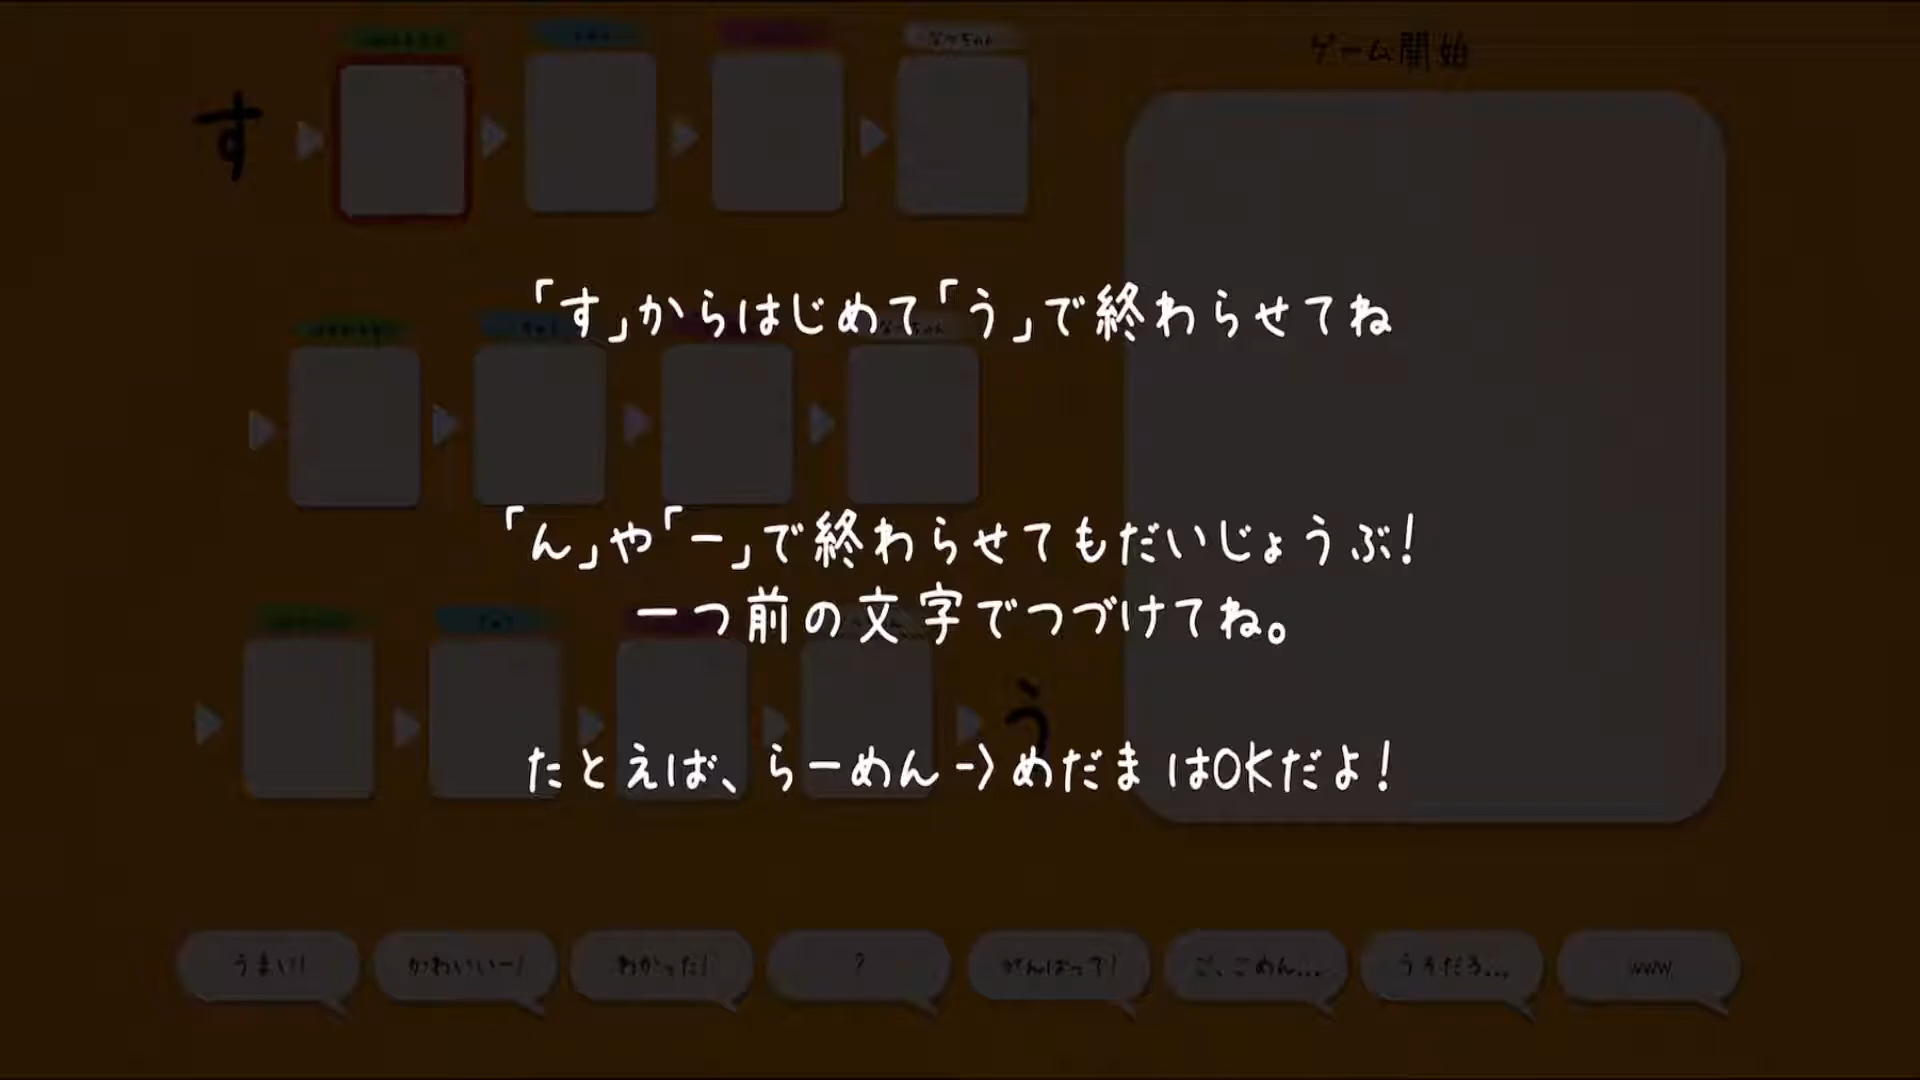 ゲーム開始
す
「す」からはじめて「う」で終わらせてね
「ん」や「ー」で終わらせてもだいじょうぶ!
一つ前の文字でつづけてね。
う
たとえば、らーめん->めだま はOKだよ!
うまい!
かわいいー!
わかった!
?
がんばって!
ご、ごめん...
うそだろ...
www